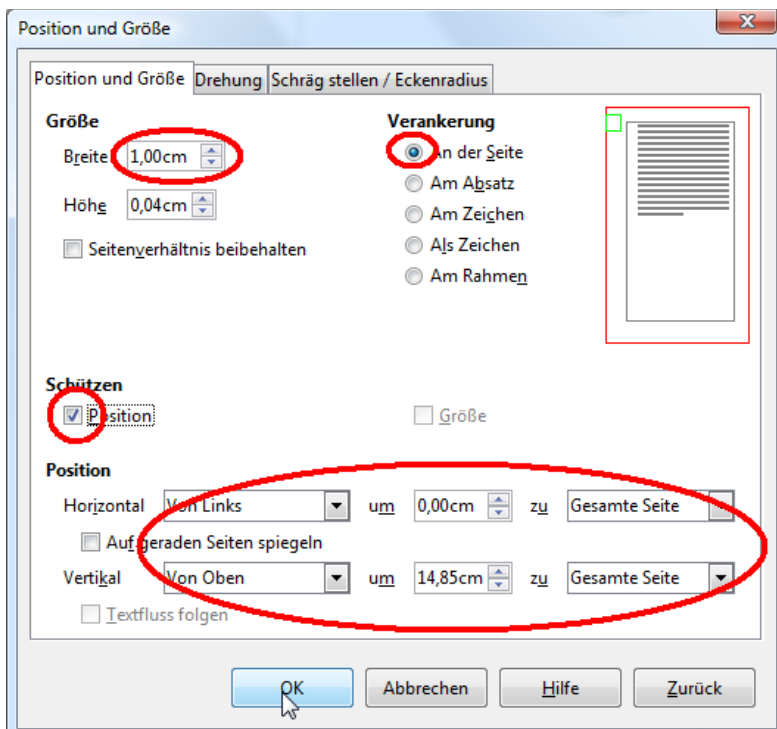 Position und Größe
Position und Größe Drehung Schräg stellen / Eckenradius
Größe
Breite 1,00cm
Höhe 0,04cm
Seitenverhältnis beibehalten
Verankerung
An der Seite
Am Absatz
Am Zeichen
Als Zeichen
Am Rahmen
Schützen
Position
Größe
Position
Horizontal Von Links um 0,00cm zu Gesamte Seite
Auf geraden Seiten spiegeln
Vertikal Von Oben um 14,85cm zu Gesamte Seite
Textfluss folgen
OK Abbrechen Hilfe Zurück